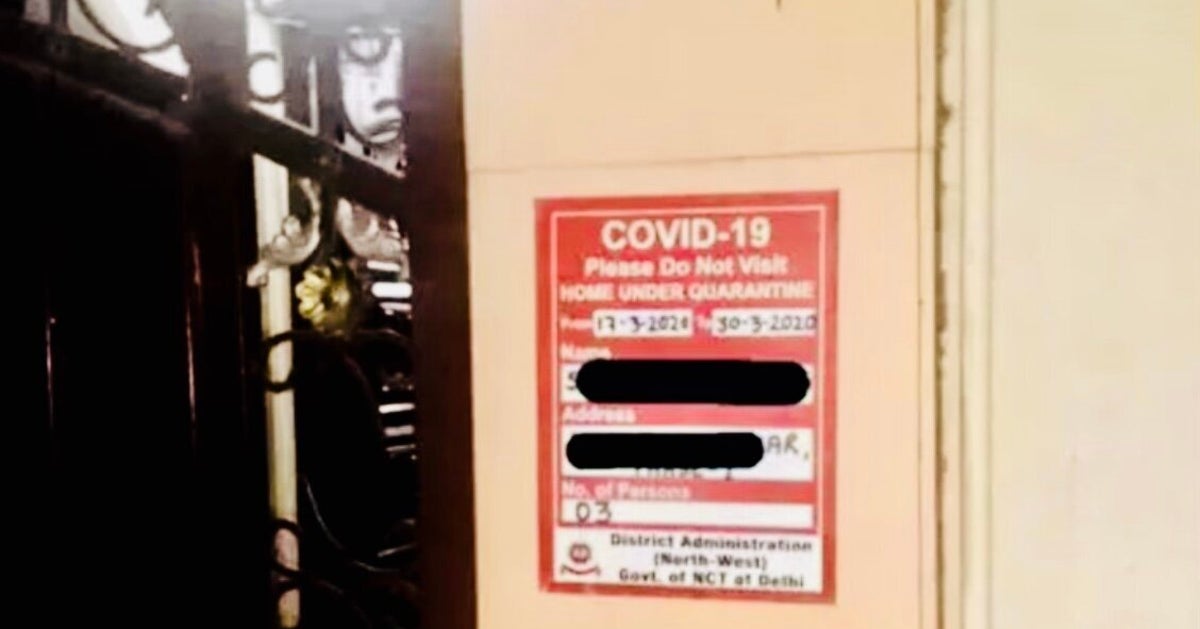 COVID-19
Please Do Not Visit
HOME UNDER QUARANTINE
From 17-3-2020 To 30-3-2020
Name
S
Address
AR,
No. of Persons
03
District Administration
(North-West)
Govt. of NCT of Delhi